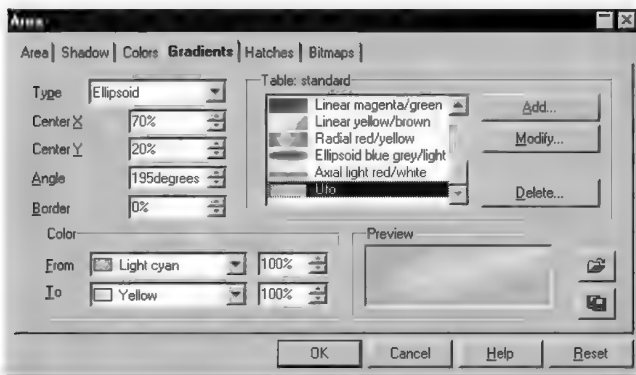 Area
Area Shadow Colors Gradients Hatches Bitmaps
Type Ellipsoid
Center X 70%
Center Y 20%
Angle 195degrees
Border 0%
Table: standard
Linear magenta/green
Linear yellow/brown
Radial red/yellow
Ellipsoid blue grey/light
Axial light red/white
Ufo
Add...
Modify...
Delete...
Color
From Light cyan 100%
To Yellow 100%
Preview
OK Cancel Help Reset